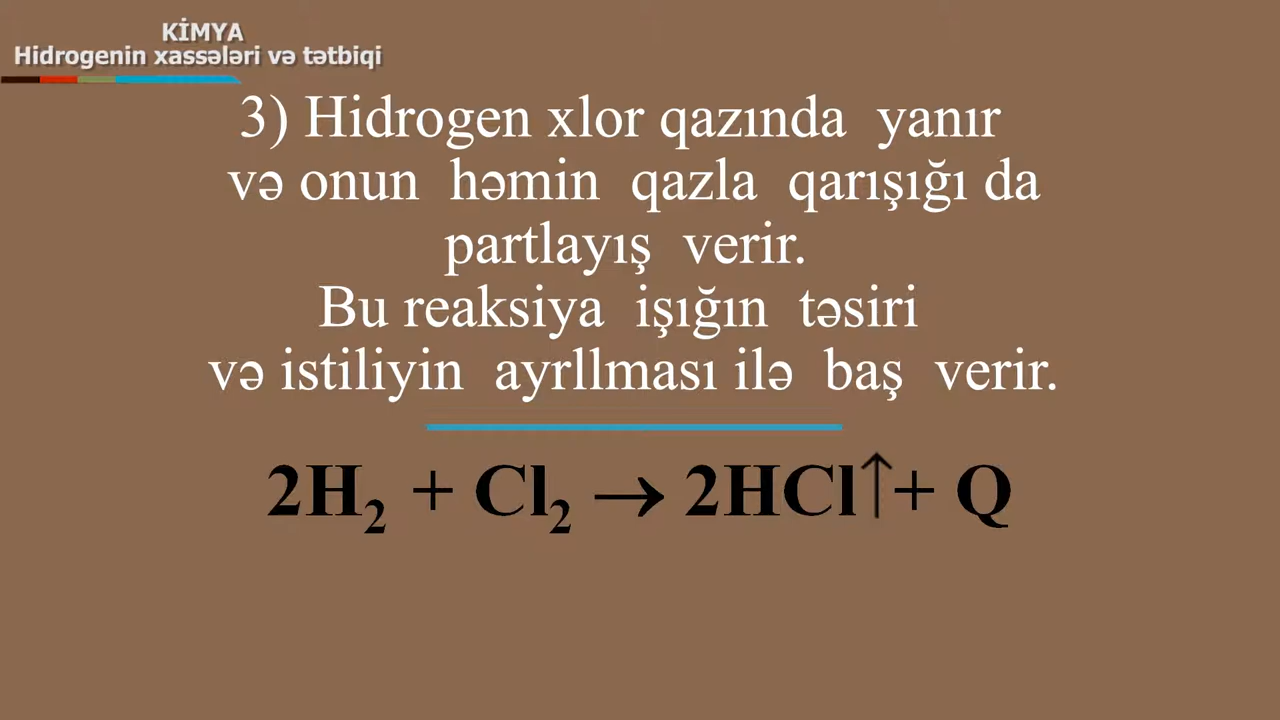 KİMYA
Hidrogenin xassələri və tətbiqi
3) Hidrogen xlor qazında yanır
və onun həmin qazla qarışığı da
partlayış verir.
Bu reaksiya işığın təsiri
və istiliyin ayrllması ilə baş verir.
2H₂ + Cl₂ → 2HCl↑+ Q